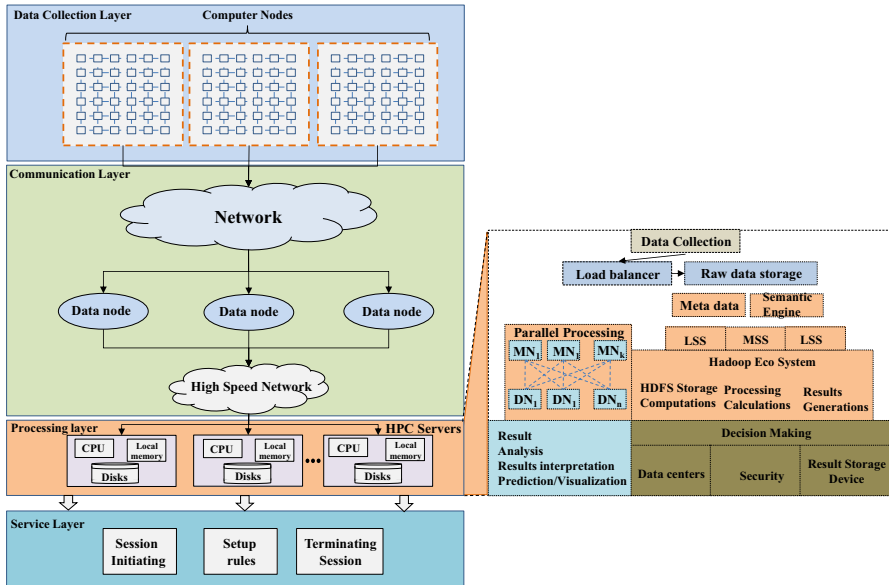 Data Collection Layer
Computer Nodes
Communication Layer
Network
Data node
Data node
Data node
High Speed Network
Processing layer
HPC Servers
CPU
Local
memory
Disks
CPU
Local
memory
Disks
CPU
Local
memory
Disks
Service Layer
Session
Initiating
Setup
rules
Terminating
Session
Data Collection
Load balancer
Raw data storage
Meta data
Semantic
Engine
Parallel Processing
MN1
MN1
MNk
DN1
DN1
DNn
LSS
MSS
LSS
Hadoop Eco System
HDFS Storage
Computations
Processing
Calculations
Results
Generations
Result
Analysis
Results interpretation
Prediction/Visualization
Decision Making
Data centers
Security
Result Storage
Device